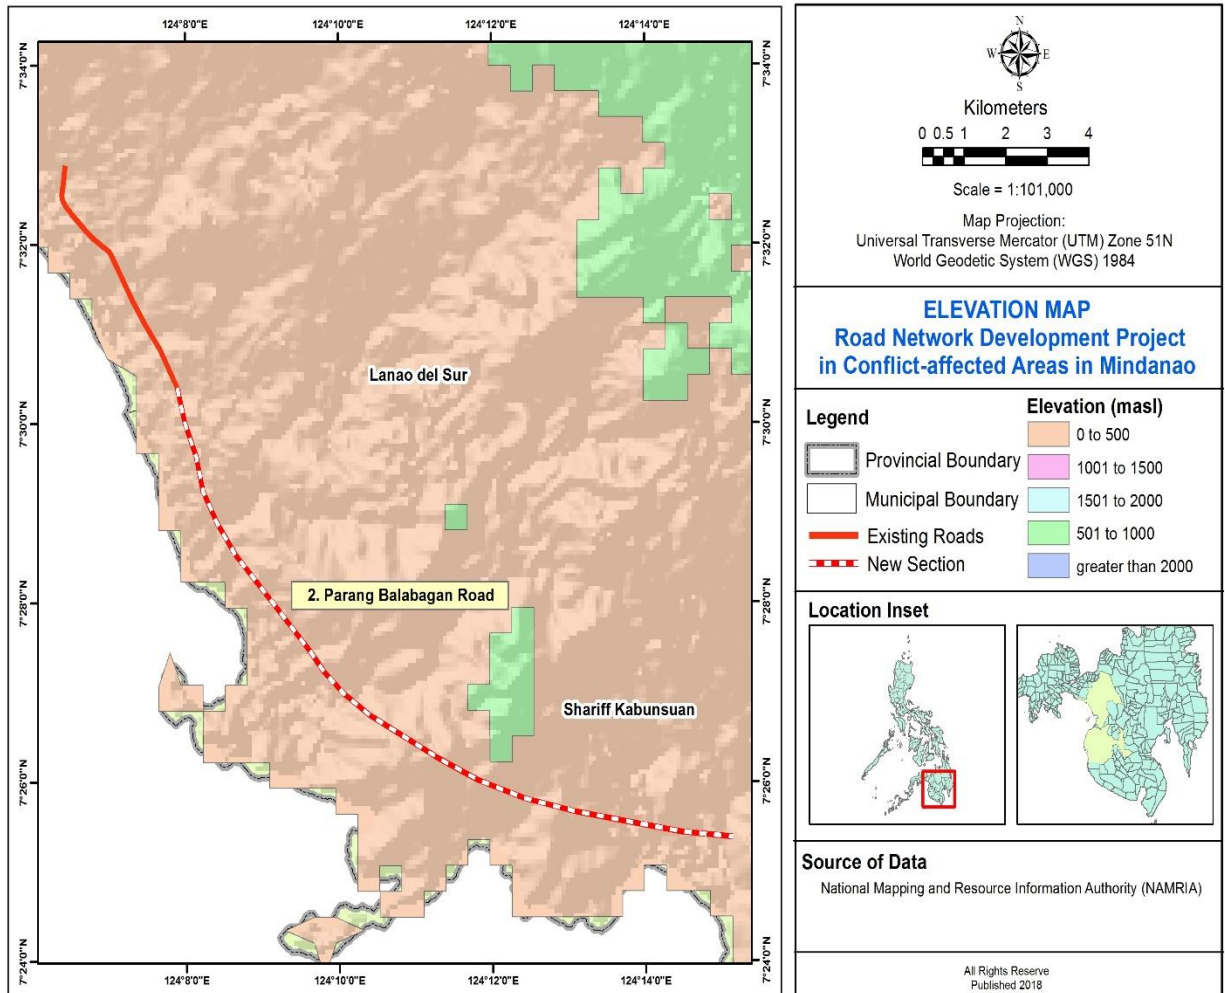 124°8'0"E 124°10'0"E 124°12'0"E 124°14'0"E
7°34'0"N 7°34'0"N
7°32'0"N 7°32'0"N
Lanao del Sur
7°30'0"N 7°30'0"N
7°28'0"N 7°28'0"N
2. Parang Balabagan Road
Shariff Kabunsuan
7°26'0"N 7°26'0"N
7°24'0"N 7°24'0"N
124°8'0"E 124°10'0"E 124°12'0"E 124°14'0"E
N
W E
S
Kilometers
0 0.5 1 2 3 4
Scale = 1:101,000
Map Projection:
Universal Transverse Mercator (UTM) Zone 51N
World Geodetic System (WGS) 1984
ELEVATION MAP
Road Network Development Project
in Conflict-affected Areas in Mindanao
Legend
Provincial Boundary
Municipal Boundary
Existing Roads
New Section
Elevation (masl)
0 to 500
1001 to 1500
1501 to 2000
501 to 1000
greater than 2000
Location Inset
Source of Data
National Mapping and Resource Information Authority (NAMRIA)
All Rights Reserve
Published 2018